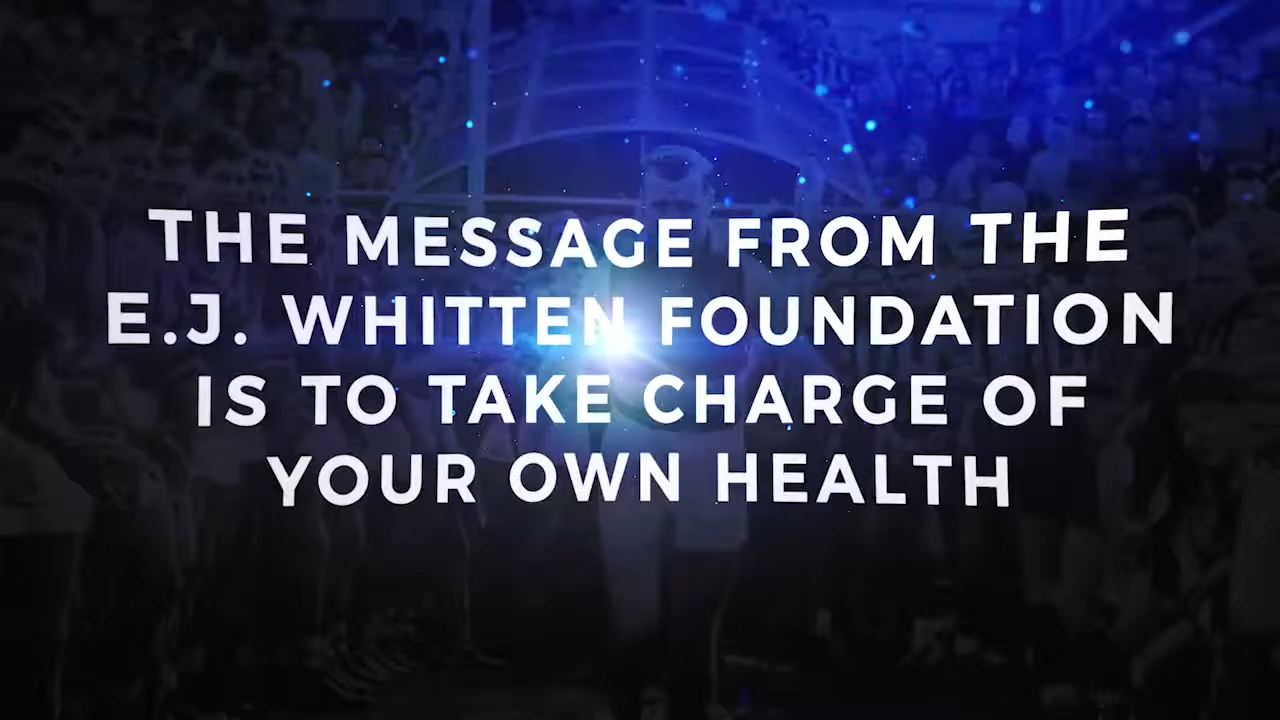 THE MESSAGE FROM THE
E.J. WHITTEN FOUNDATION
IS TO TAKE CHARGE OF
YOUR OWN HEALTH